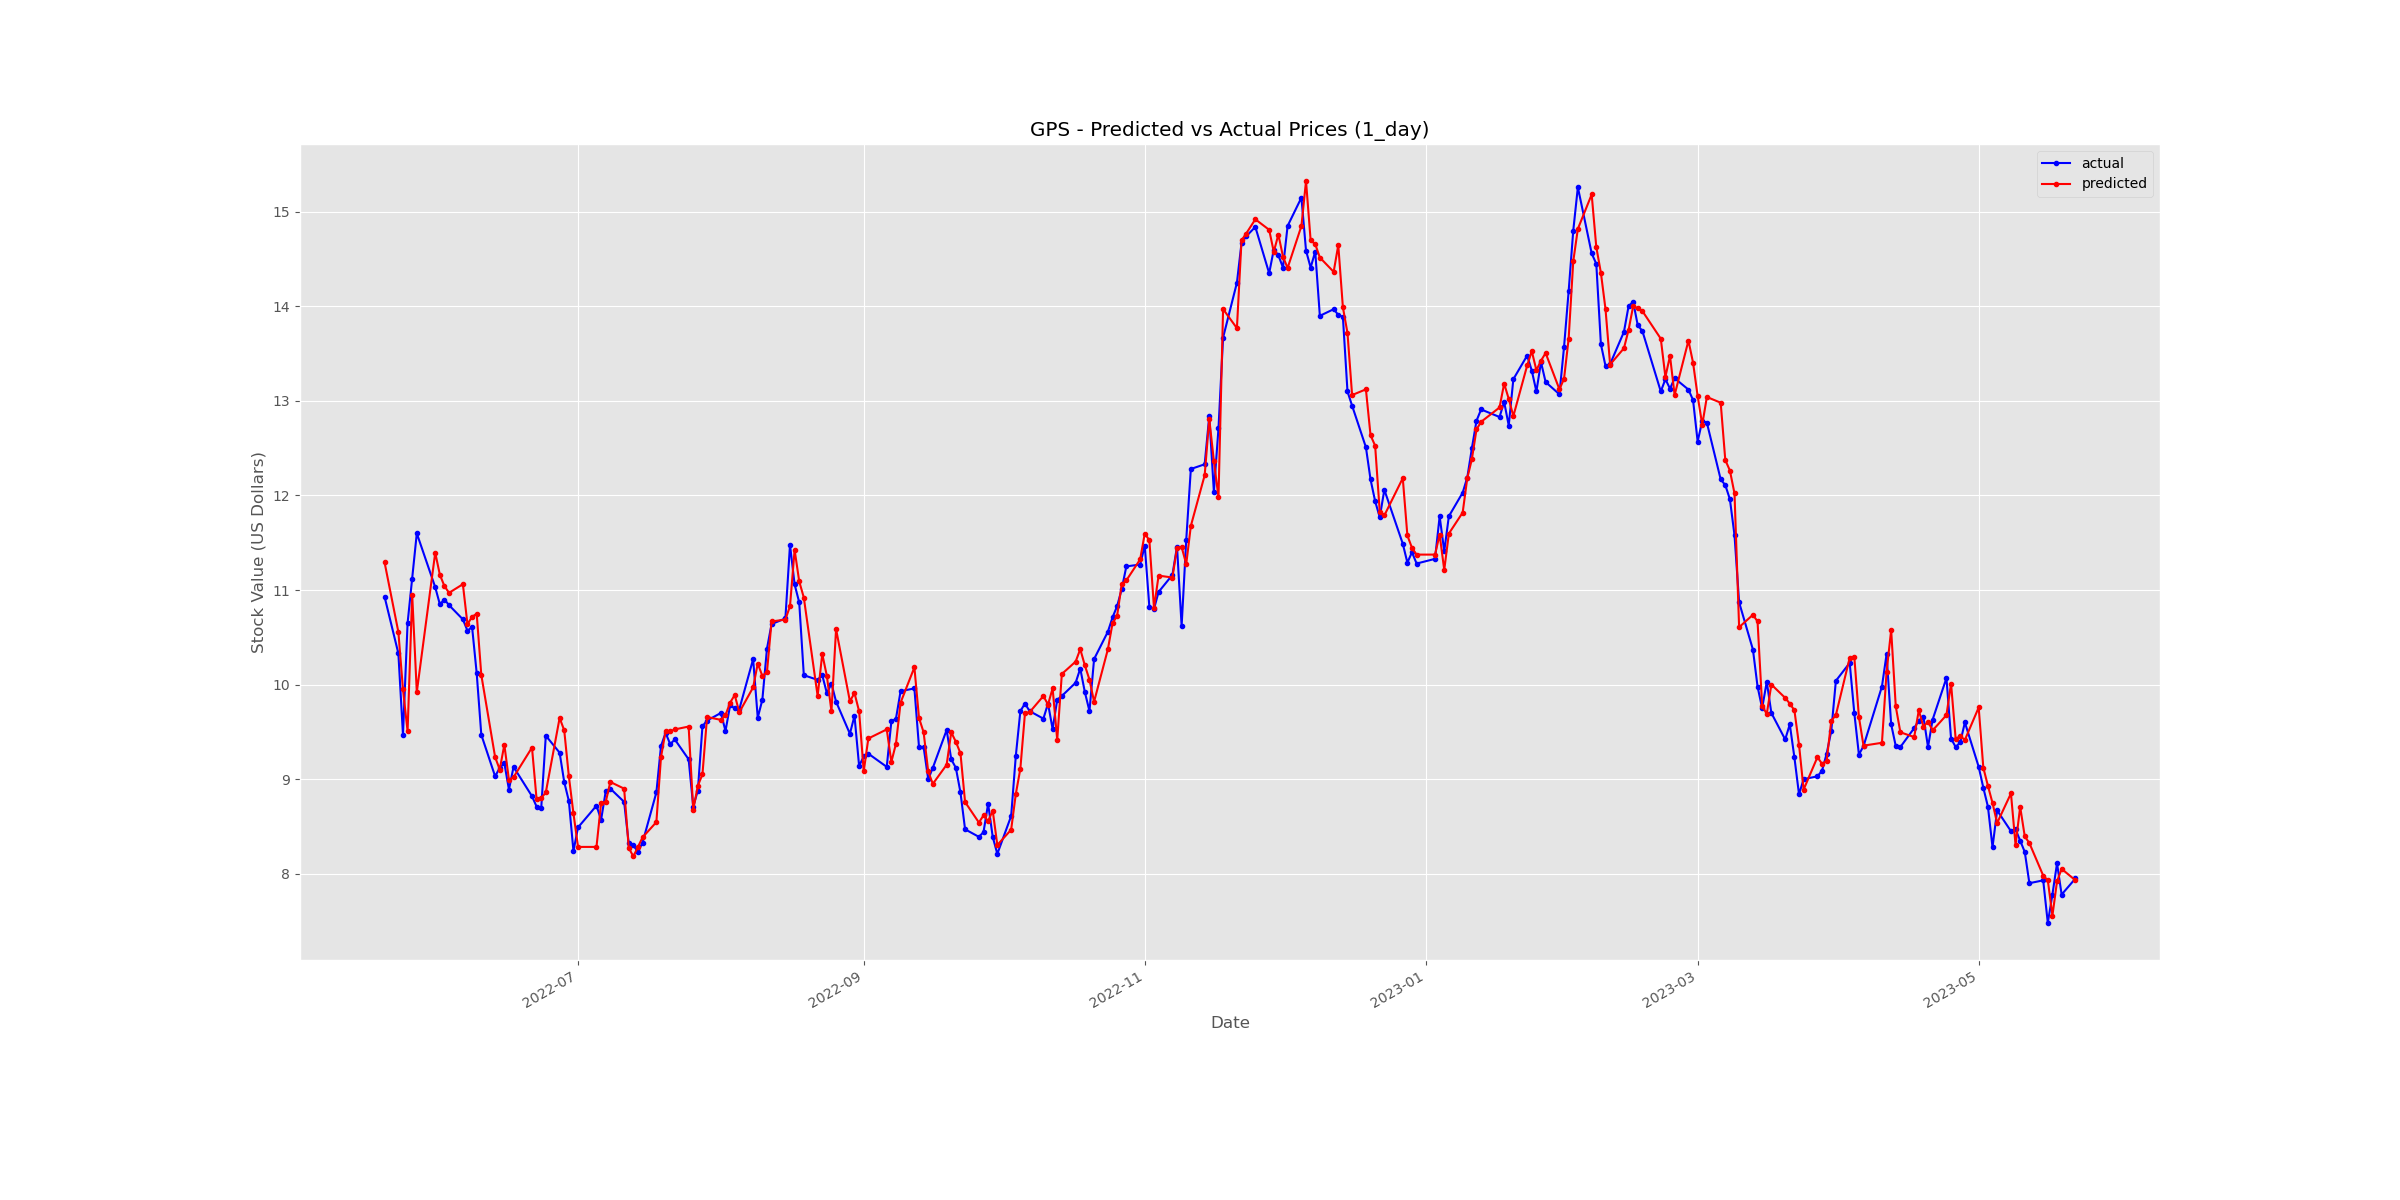 GPS - Predicted vs Actual Prices (1_day)
actual
predicted
Stock Value (US Dollars)
15
14
13
12
11
10
9
8
2022-07
2022-09
2022-11
2023-01
2023-03
2023-05
Date